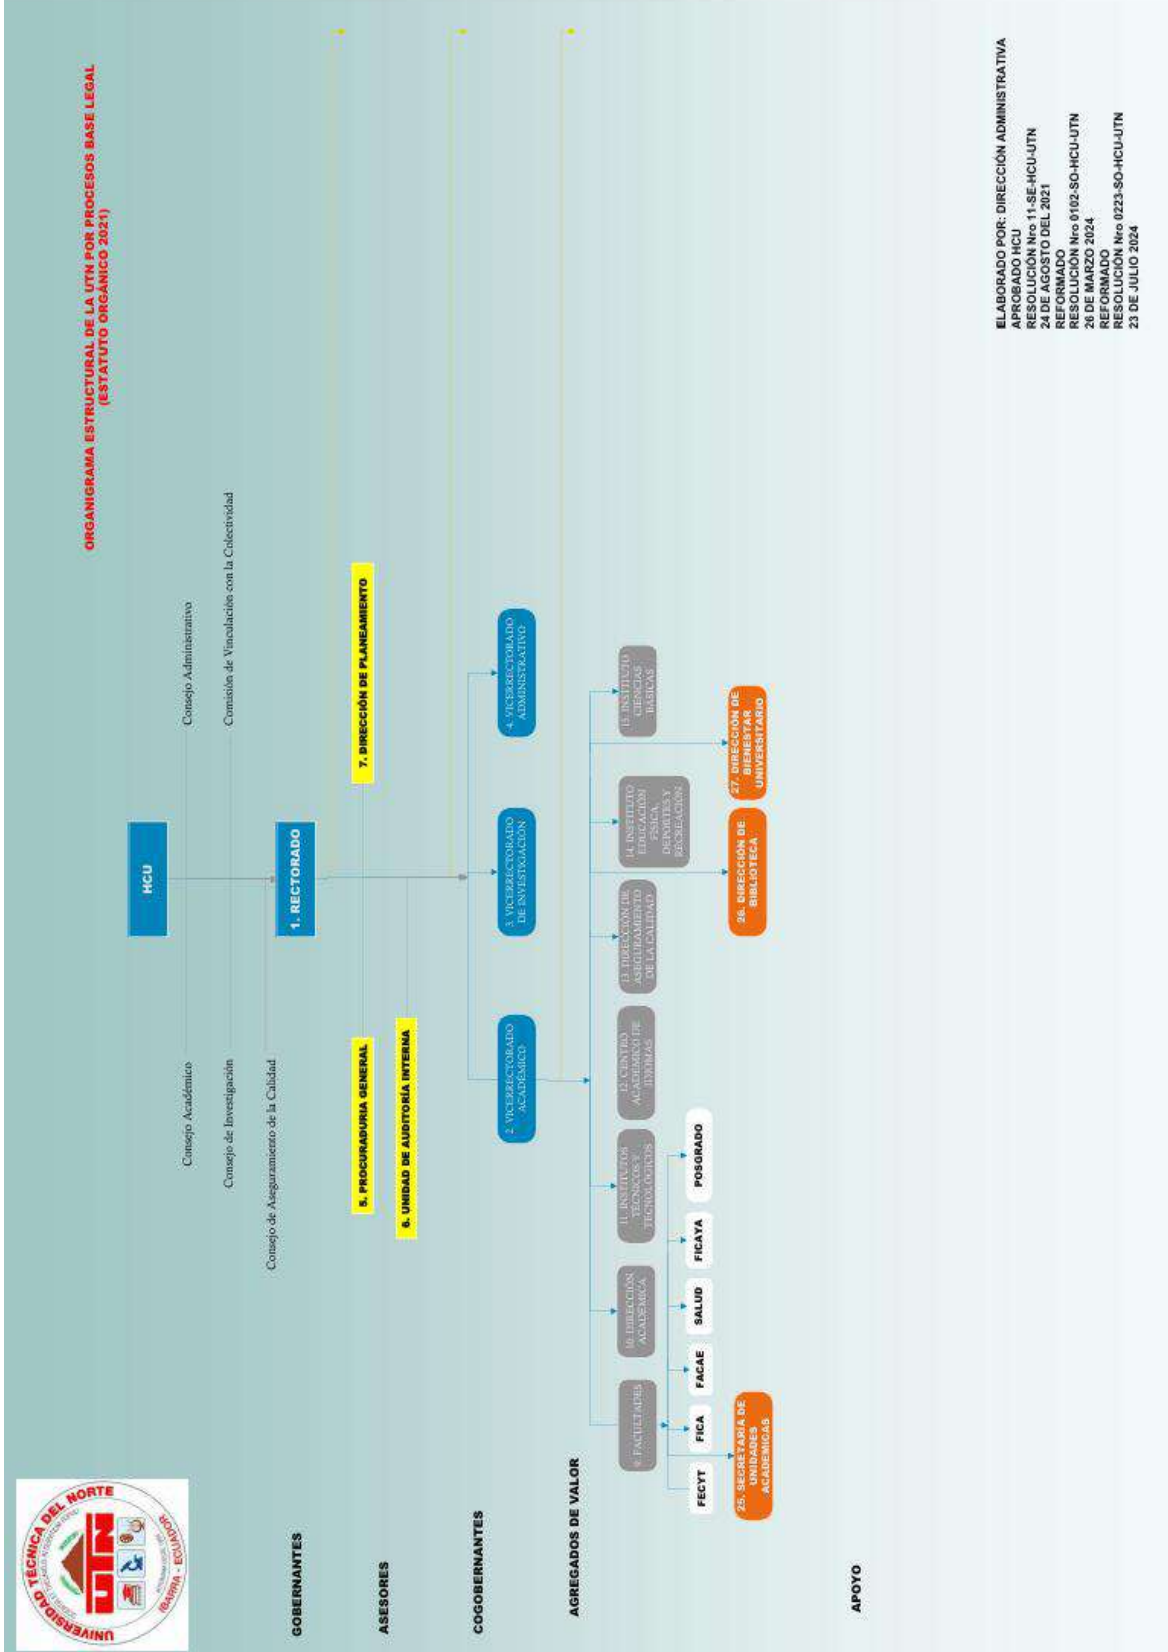 ORGANIGRAMA ESTRUCTURAL DE LA UTN POR PROCESOS BASE LEGAL
(ESTATUTO ORGÁNICO 2021)
UNIVERSIDAD TÉCNICA DEL NORTE
UTN
IBARRA - ECUADOR
HCU
Consejo Académico
Consejo Administrativo
Consejo de Investigación
Comisión de Vinculación con la Colectividad
Consejo de Aseguramiento de la Calidad
GOBERNANTES
1. RECTORADO
ASESORES
5. PROCURADURIA GENERAL
7. DIRECCIÓN DE PLANEAMIENTO
6. UNIDAD DE AUDITORÍA INTERNA
COGOBERNANTES
2. VICERRECTORADO
ACADÉMICO
3. VICERRECTORADO
DE INVESTIGACIÓN
4. VICERRECTORADO
ADMINISTRATIVO
AGREGADOS DE VALOR
9. FACULTADES
10. DIRECCIÓN
ACADÉMICA
11. INSTITUTOS
TÉCNICOS Y
TECNOLÓGICOS
12. CENTRO
ACADÉMICO DE
IDIOMAS
13. DIRECCIÓN DE
ASEGURAMIENTO
DE LA CALIDAD
14. INSTITUTO
EDUCACIÓN
FÍSICA,
DEPORTES Y
RECREACIÓN
15. INSTITUTO
CIENCIAS
BÁSICAS
FECYT
FICA
FACAE
SALUD
FICAYA
POSGRADO
25. SECRETARÍA DE
UNIDADES
ACADEMICAS
26. DIRECCIÓN DE
BIBLIOTECA
27. DIRECCIÓN DE
BIENESTAR
UNIVERSITARIO
APOYO
ELABORADO POR: DIRECCIÓN ADMINISTRATIVA
APROBADO HCU
RESOLUCIÓN Nro 11-SE-HCU-UTN
24 DE AGOSTO DEL 2021
REFORMADO
RESOLUCIÓN Nro 0102-SO-HCU-UTN
26 DE MARZO 2024
REFORMADO
RESOLUCIÓN Nro 0223-SO-HCU-UTN
23 DE JULIO 2024